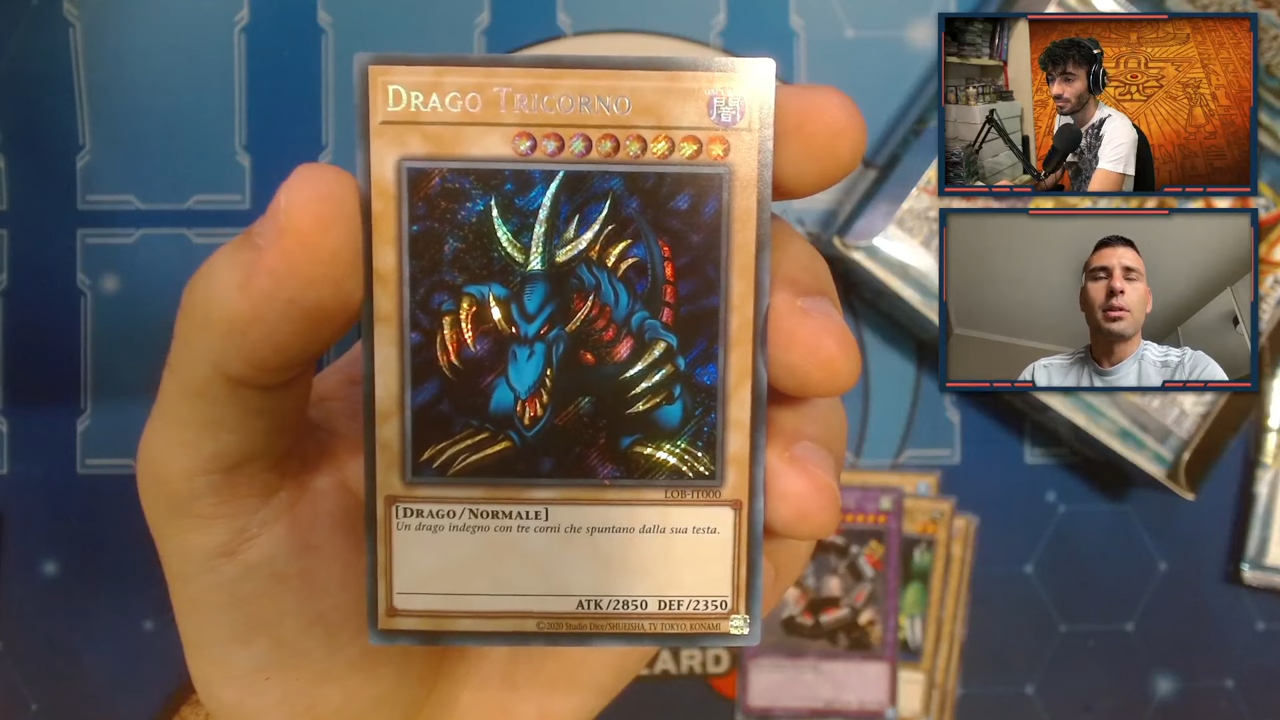 DRAGO TRICORNO
闇
LOB-IT000
[DRAGO/NORMALE]
Un drago indegno con tre corni che spuntano dalla sua testa.
ATK/2850 DEF/2350
©2020 Studio Dice/SHUEISHA, TV TOKYO, KONAMI
ZARD